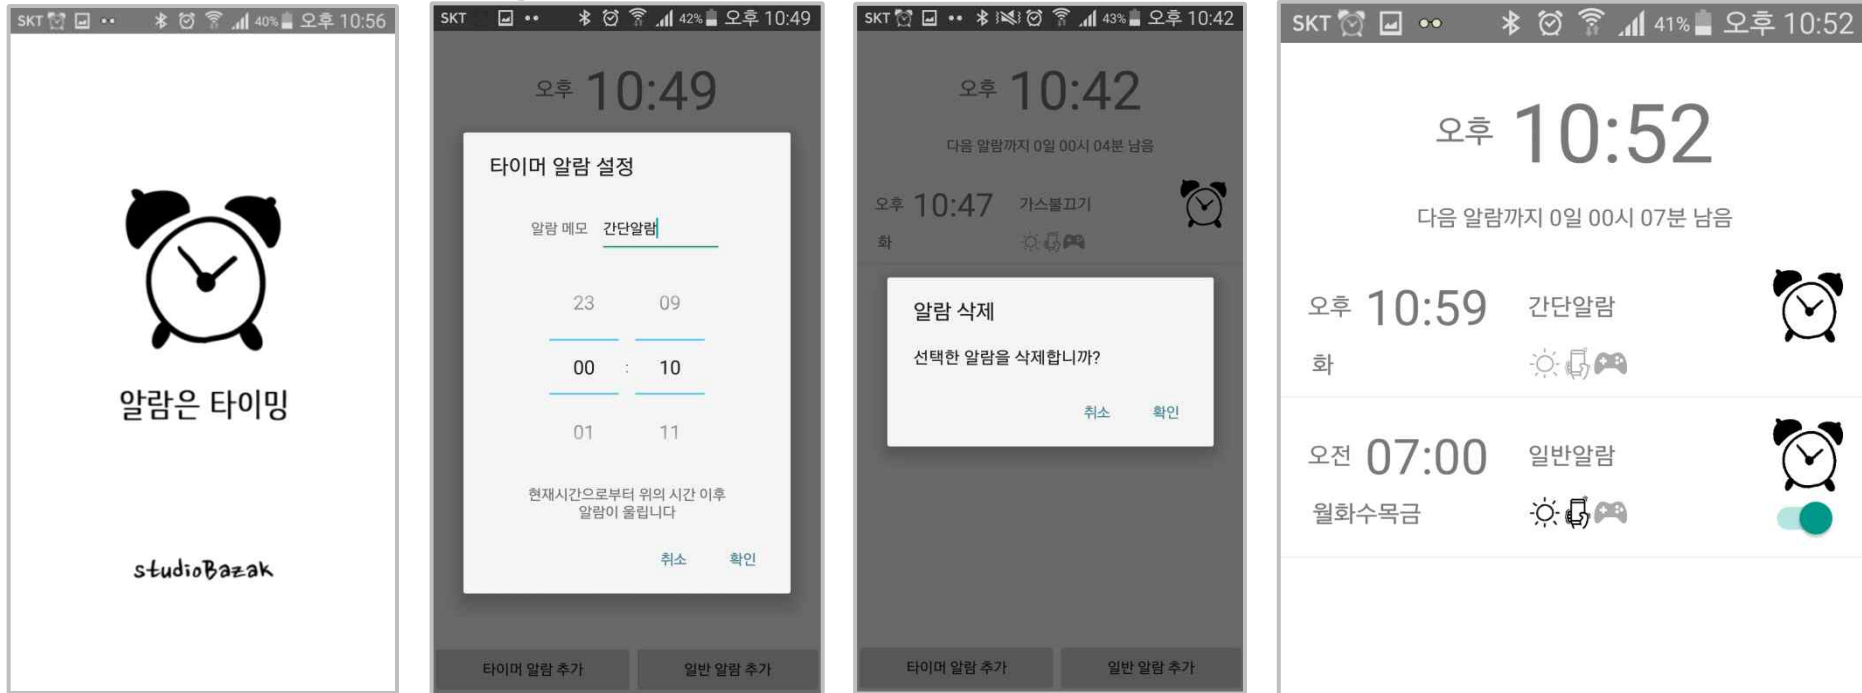 SKT 40% 오후 10:56
알람은 타이밍
studioBazak
SKT 42% 오후 10:49
오후 10:49
타이머 알람 설정
알람 메모 간단알람
23 09
00 : 10
01 11
현재시간으로부터 위의 시간 이후
알람이 울립니다
취소 확인
타이머 알람 추가 일반 알람 추가
SKT 43% 오후 10:42
오후 10:42
다음 알람까지 0일 00시 04분 남음
오후 10:47 가스불끄기
화
알람 삭제
선택한 알람을 삭제합니까?
취소 확인
타이머 알람 추가 일반 알람 추가
SKT 41% 오후 10:52
오후 10:52
다음 알람까지 0일 00시 07분 남음
오후 10:59 간단알람
화
오전 07:00 일반알람
월화수목금